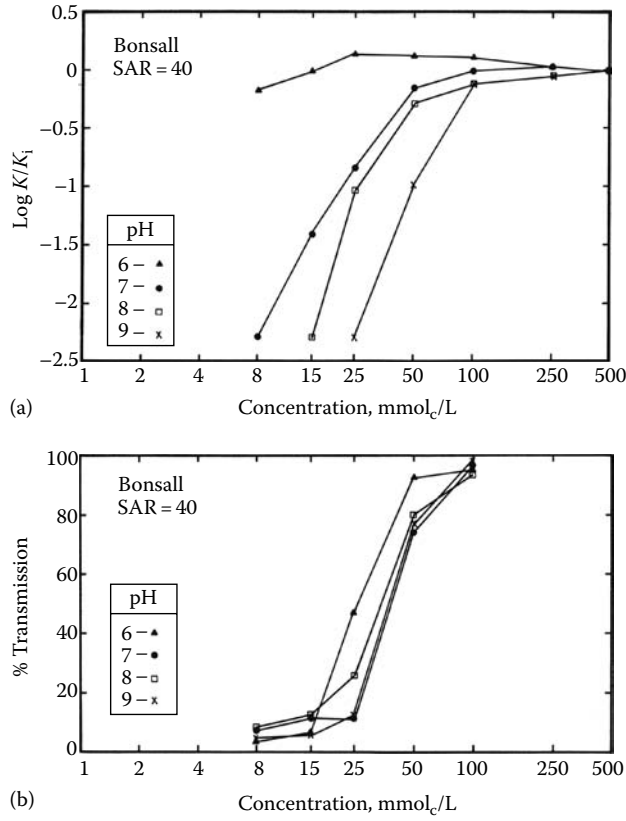 0.5
0
−0.5
−1
−1.5
−2
−2.5
Log K/Ki
Bonsall
SAR = 40
pH
6 –
7 –
8 –
9 –
1 2 4 8 15 25 50 100 250 500
(a)
Concentration, mmolc/L
100
80
60
40
20
0
% Transmission
Bonsall
SAR = 40
pH
6 –
7 –
8 –
9 –
1 2 4 8 15 25 50 100 250 500
(b)
Concentration, mmolc/L